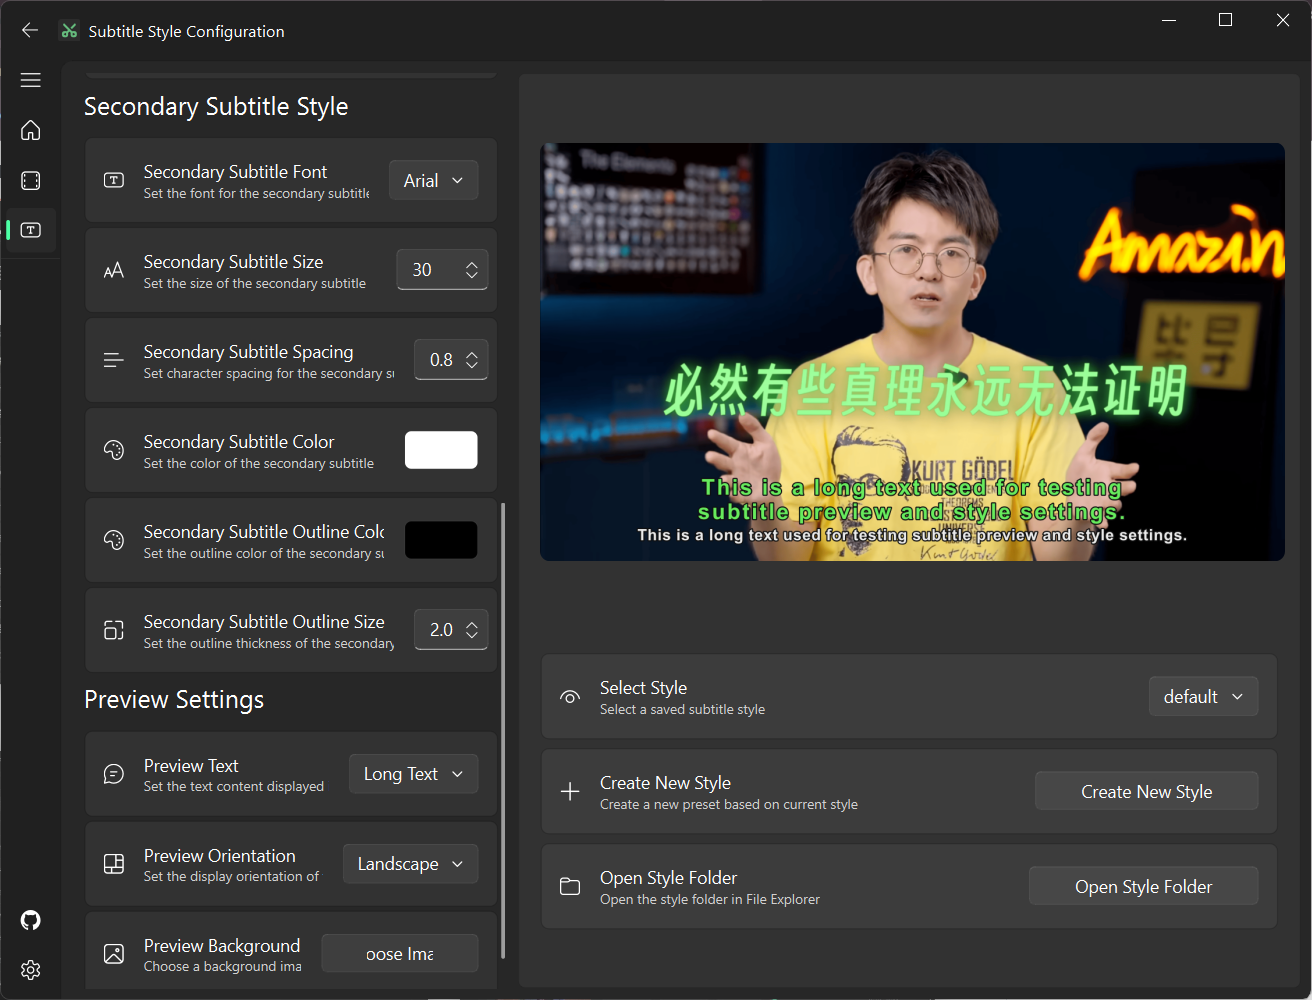 Subtitle Style Configuration
Secondary Subtitle Style
Secondary Subtitle Font
Set the font for the secondary subtitle
Arial
Secondary Subtitle Size
Set the size of the secondary subtitle
30
Secondary Subtitle Spacing
Set character spacing for the secondary
0.8
Secondary Subtitle Color
Set the color of the secondary subtitle
Secondary Subtitle Outline
Set the outline color of the secondary
Secondary Subtitle Outline Size
Set the outline thickness of the secondary
2.0
Preview Settings
Preview Text
Set the text content displayed
Long Text
Preview Orientation
Set the display orientation of
Landscape
Preview Background
Choose a background ima
oose Ima
The Elements
Amazin
必然有些真理永远无法证明
KURT GÖDEL
THEOREMS
UNIVERSE
This is a long text used for testing
subtitle preview and style settings.
This is a long text used for testing subtitle preview and style settings.
Kurt Gödel
Select Style
Select a saved subtitle style
default
Create New Style
Create a new preset based on current style
Create New Style
Open Style Folder
Open the style folder in File Explorer
Open Style Folder